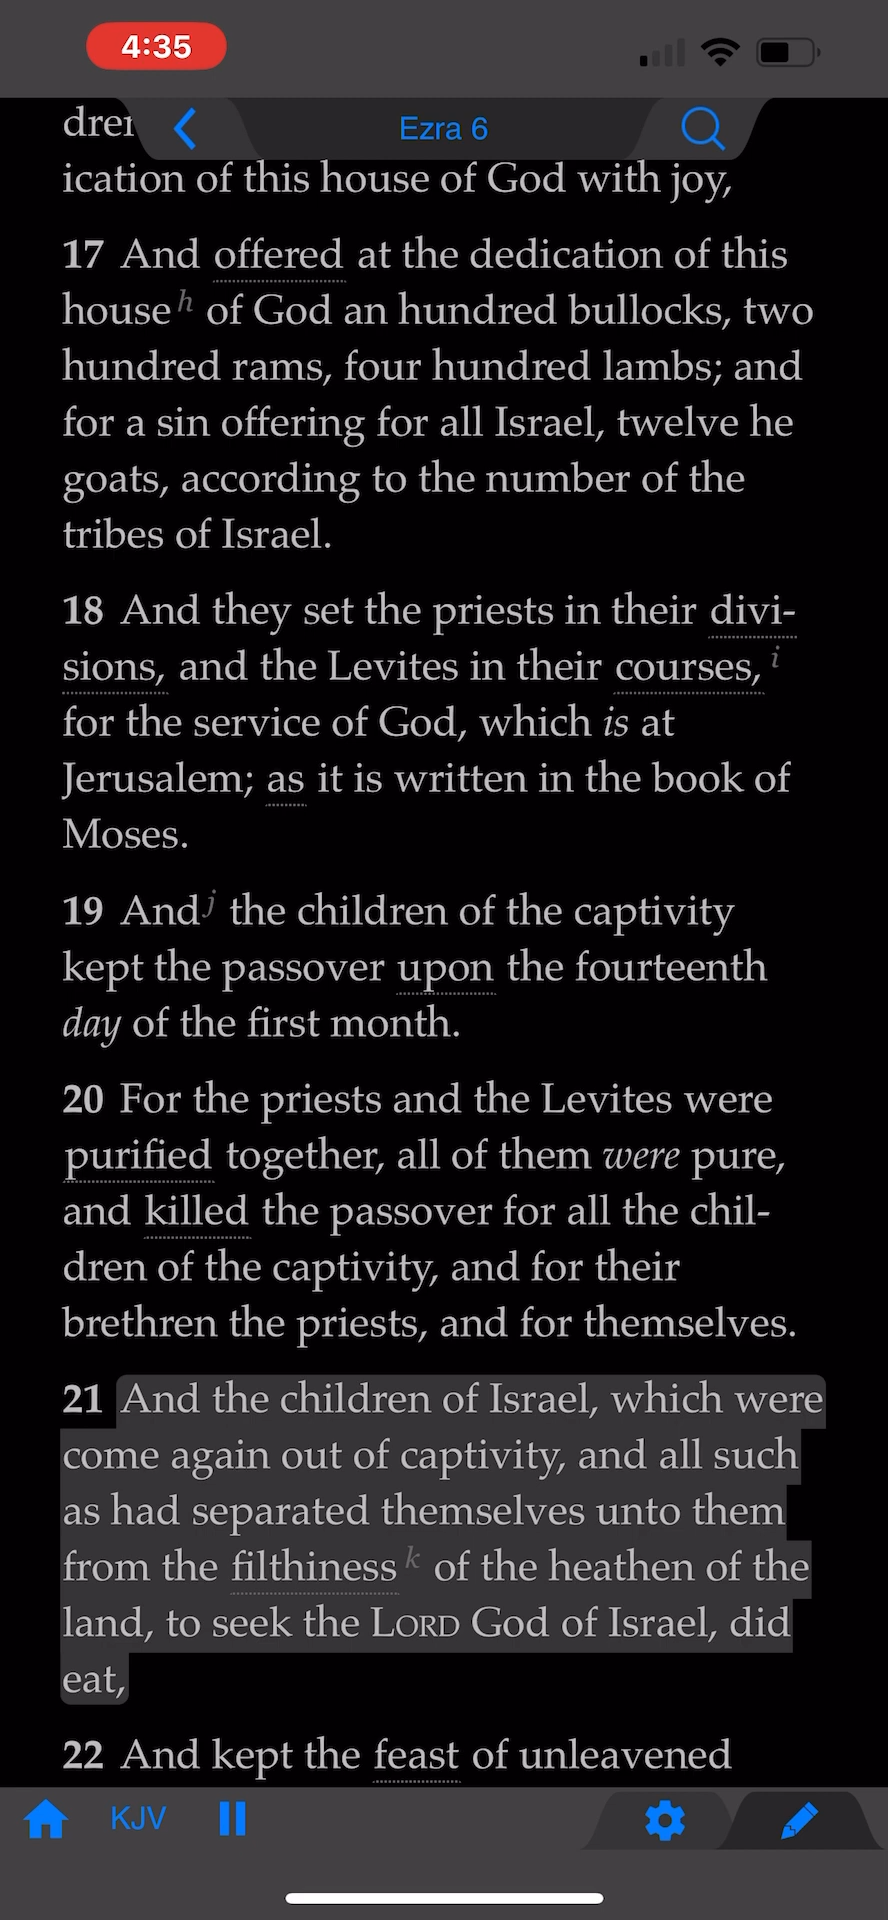 4:35
Ezra 6
ication of this house of God with joy,
17 And offered at the dedication of this
house h of God an hundred bullocks, two
hundred rams, four hundred lambs; and
for a sin offering for all Israel, twelve he
goats, according to the number of the
tribes of Israel.
18 And they set the priests in their divi-
sions, and the Levites in their courses, i
for the service of God, which is at
Jerusalem; as it is written in the book of
Moses.
19 And j the children of the captivity
kept the passover upon the fourteenth
day of the first month.
20 For the priests and the Levites were
purified together, all of them were pure,
and killed the passover for all the chil-
dren of the captivity, and for their
brethren the priests, and for themselves.
21 And the children of Israel, which were
come again out of captivity, and all such
as had separated themselves unto them
from the filthiness k of the heathen of the
land, to seek the LORD God of Israel, did
eat,
22 And kept the feast of unleavened
KJV